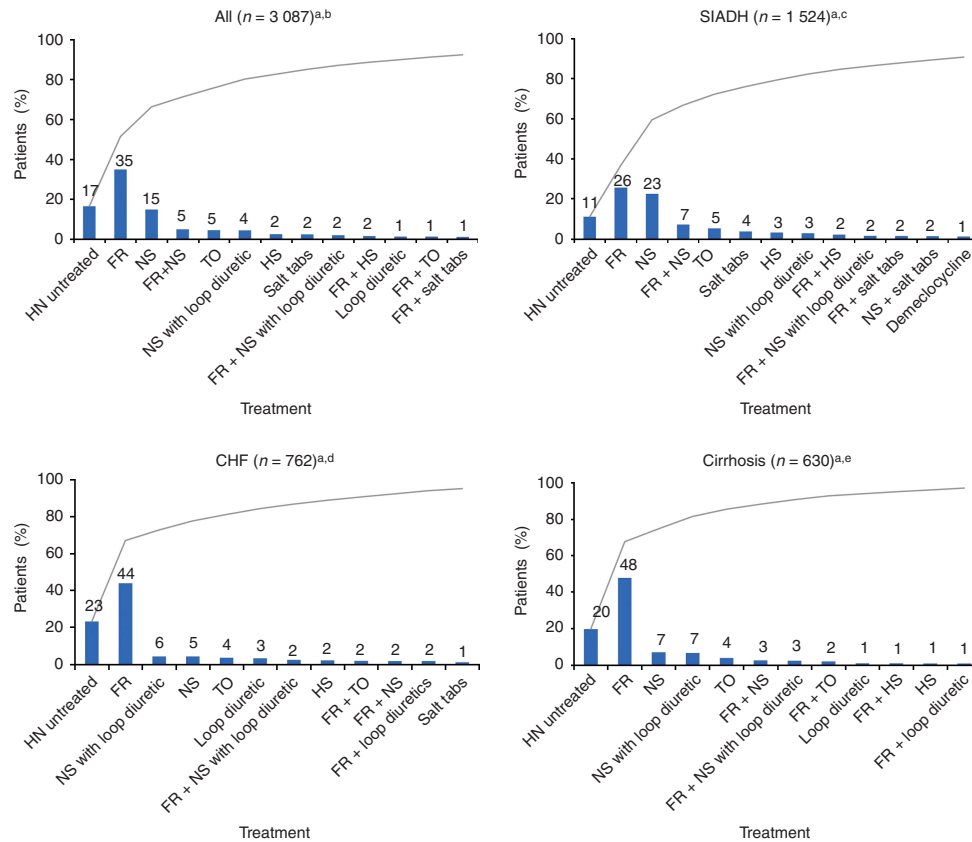 All (n = 3 087)a,b
Patients (%)
100
80
60
40
20
0
17
35
15
5
5
4
2
2
2
2
1
1
1
HN untreated
FR
NS
FR+NS
TO
NS with loop diuretic
HS
Salt tabs
FR + NS with loop diuretic
FR + HS
Loop diuretic
FR + TO
FR + salt tabs
Treatment
SIADH (n = 1 524)a,c
Patients (%)
100
80
60
40
20
0
11
26
23
7
5
4
3
3
2
2
2
2
1
HN untreated
FR
NS
FR + NS
TO
Salt tabs
HS
NS with loop diuretic
FR + HS
FR + NS with loop diuretic
FR + salt tabs
NS + salt tabs
Demeclocycline
Treatment
CHF (n = 762)a,d
Patients (%)
100
80
60
40
20
0
23
44
6
5
4
3
2
2
2
2
2
1
HN untreated
FR
NS with loop diuretic
NS
TO
Loop diuretic
FR + NS with loop diuretic
HS
FR + TO
FR + NS
FR + loop diuretics
Salt tabs
Treatment
Cirrhosis (n = 630)a,e
Patients (%)
100
80
60
40
20
0
20
48
7
7
4
3
3
2
1
1
1
1
HN untreated
FR
NS
NS with loop diuretic
TO
FR + NS
FR + NS with loop diuretic
FR + TO
Loop diuretic
FR + HS
HS
FR + loop diuretic
Treatment